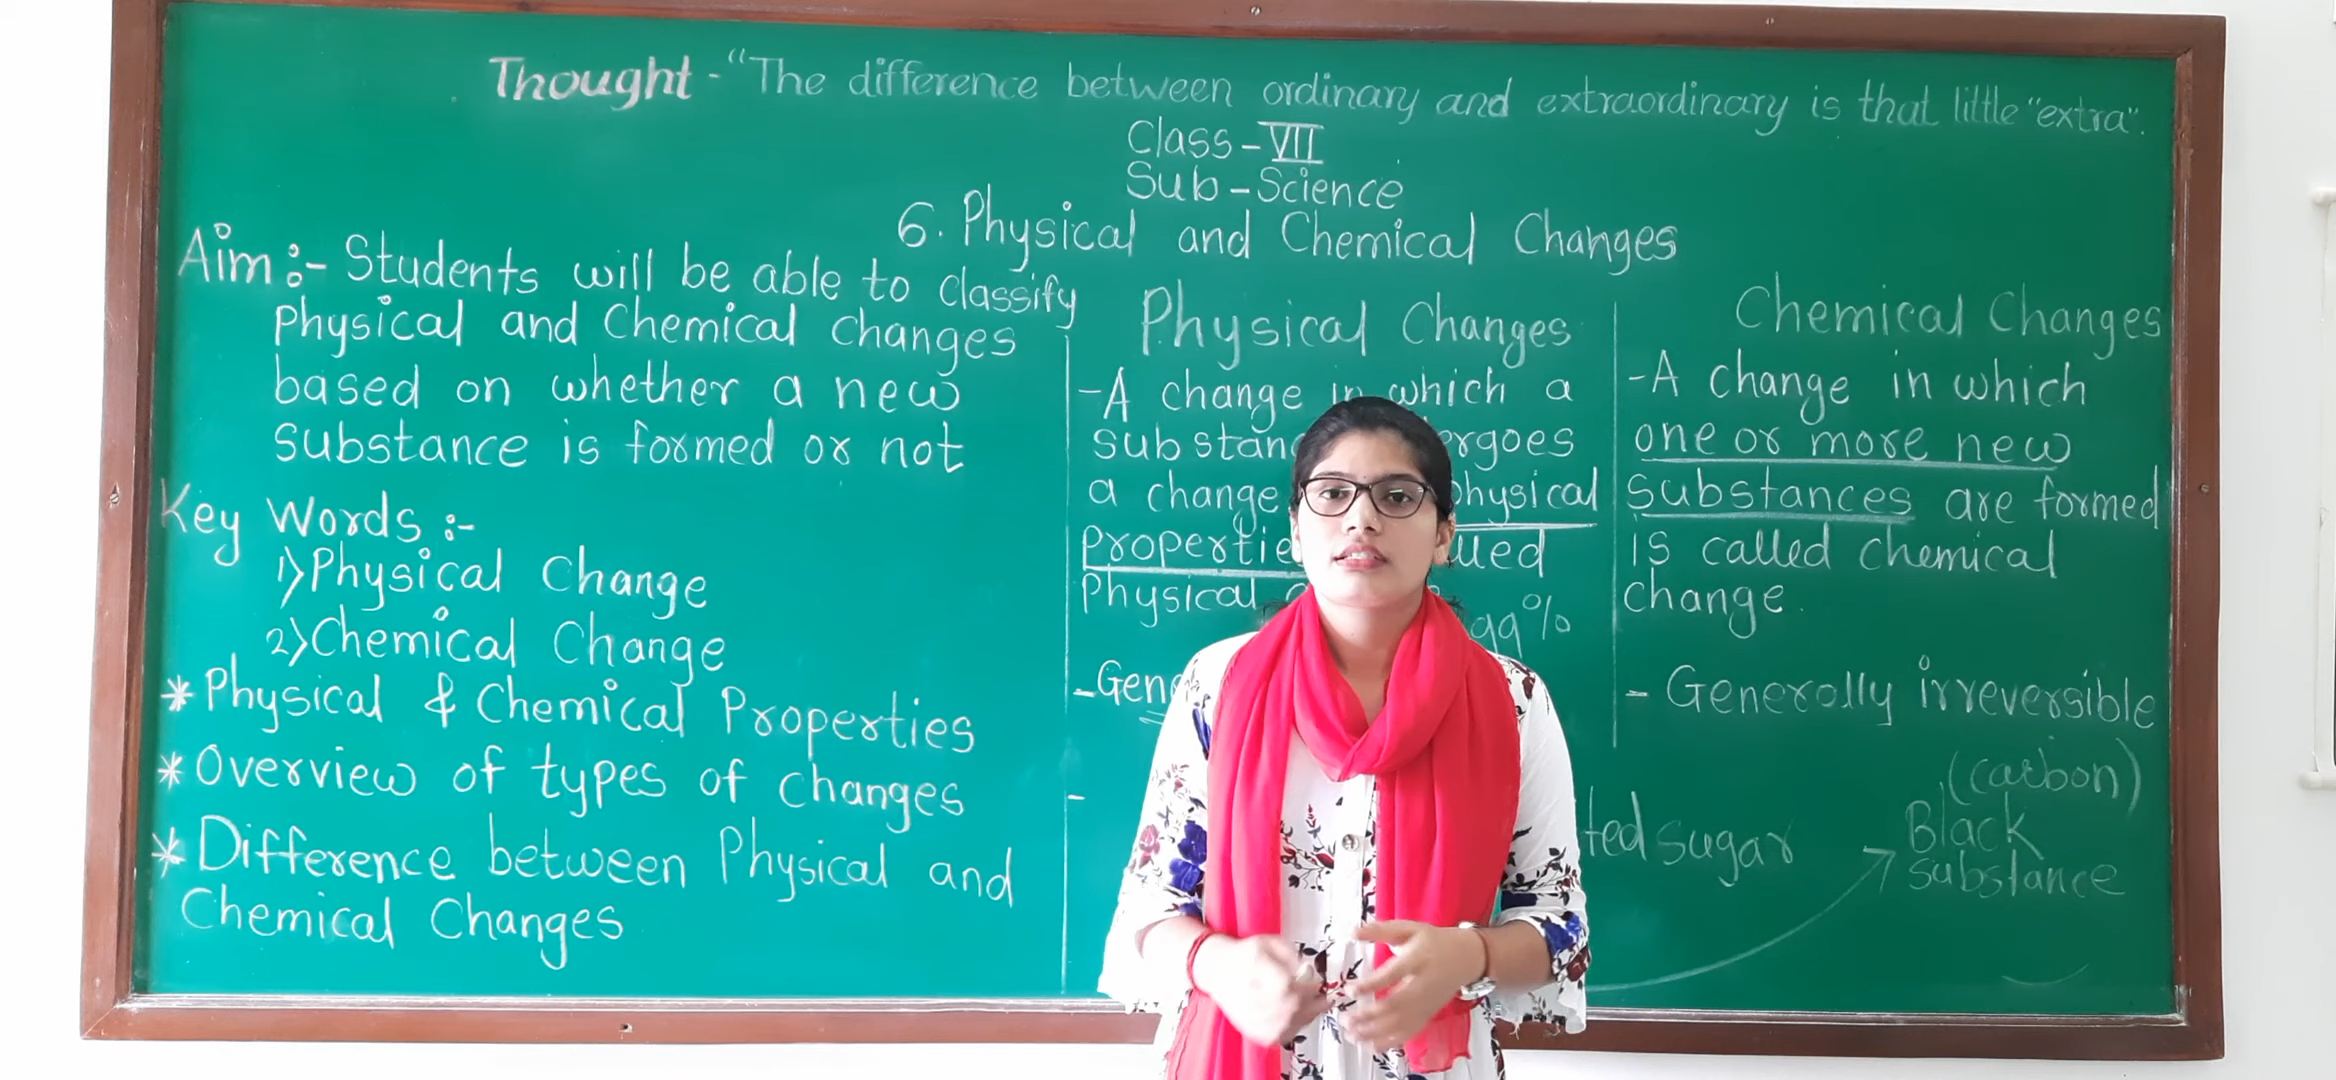 Thought - "The difference between ordinary and extraordinary is that little "extra".
Class - VII
Sub - Science
6. Physical and Chemical Changes
Aim :- Students will be able to classify
Physical and Chemical changes
based on whether a new
substance is formed or not
Key Words :-
1) Physical Change
2) Chemical Change
* Physical & Chemical Properties
* Overview of types of changes
* Difference between Physical and
Chemical Changes
Physical Changes
- A change in which a
a change physical
Physical
99%
-
Chemical Changes
- A change in which
one or more new
substances are formed
is called chemical
change.
- Generally irreversible
(carbon)
sugar
Black
substance